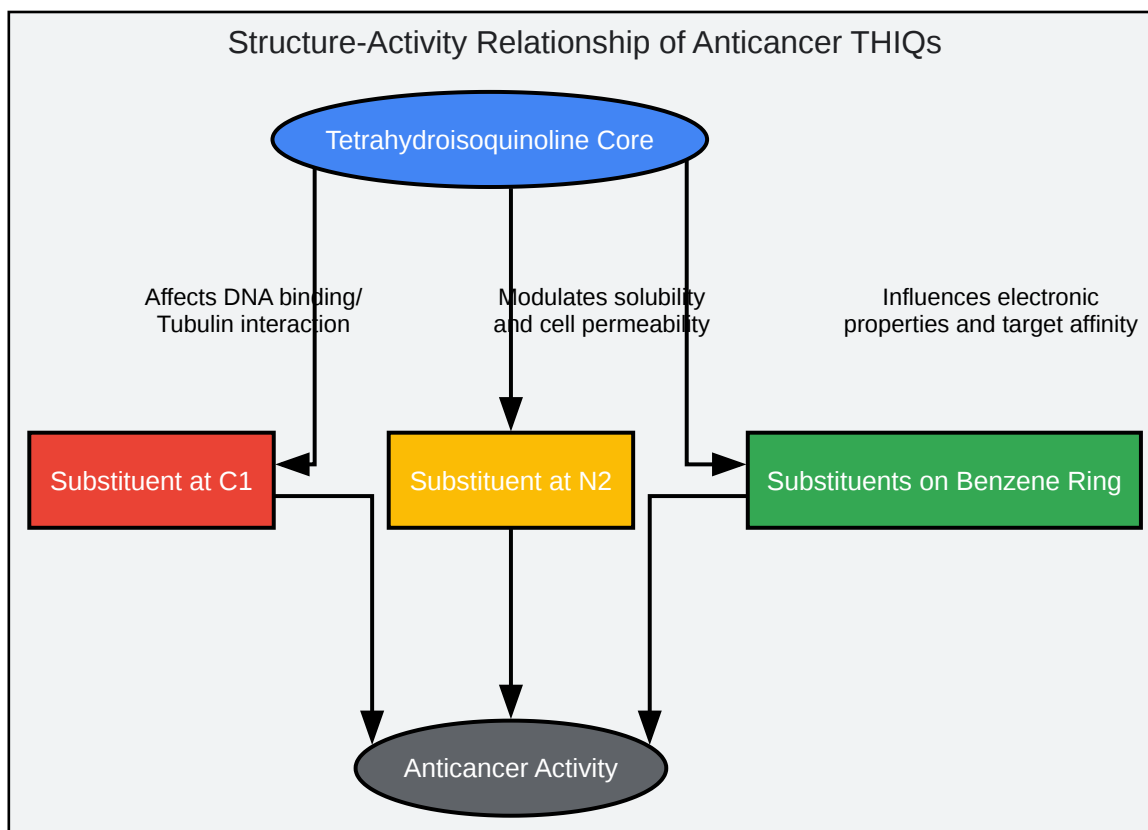 Structure-Activity Relationship of Anticancer THIQs
Tetrahydroisoquinoline Core
Affects DNA binding/
Tubulin interaction
Modulates solubility
and cell permeability
Influences electronic
properties and target affinity
Substituent at C1
Substituent at N2
Substituents on Benzene Ring
Anticancer Activity